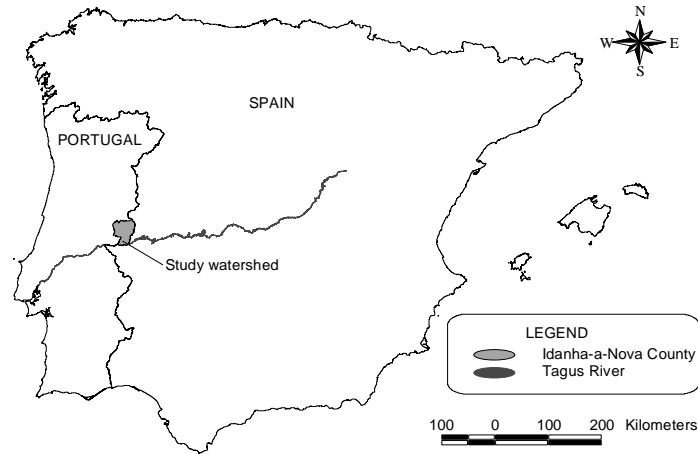 N
W E
S
SPAIN
PORTUGAL
Study watershed
LEGEND
Idanha-a-Nova County
Tagus River
100 0 100 200 Kilometers